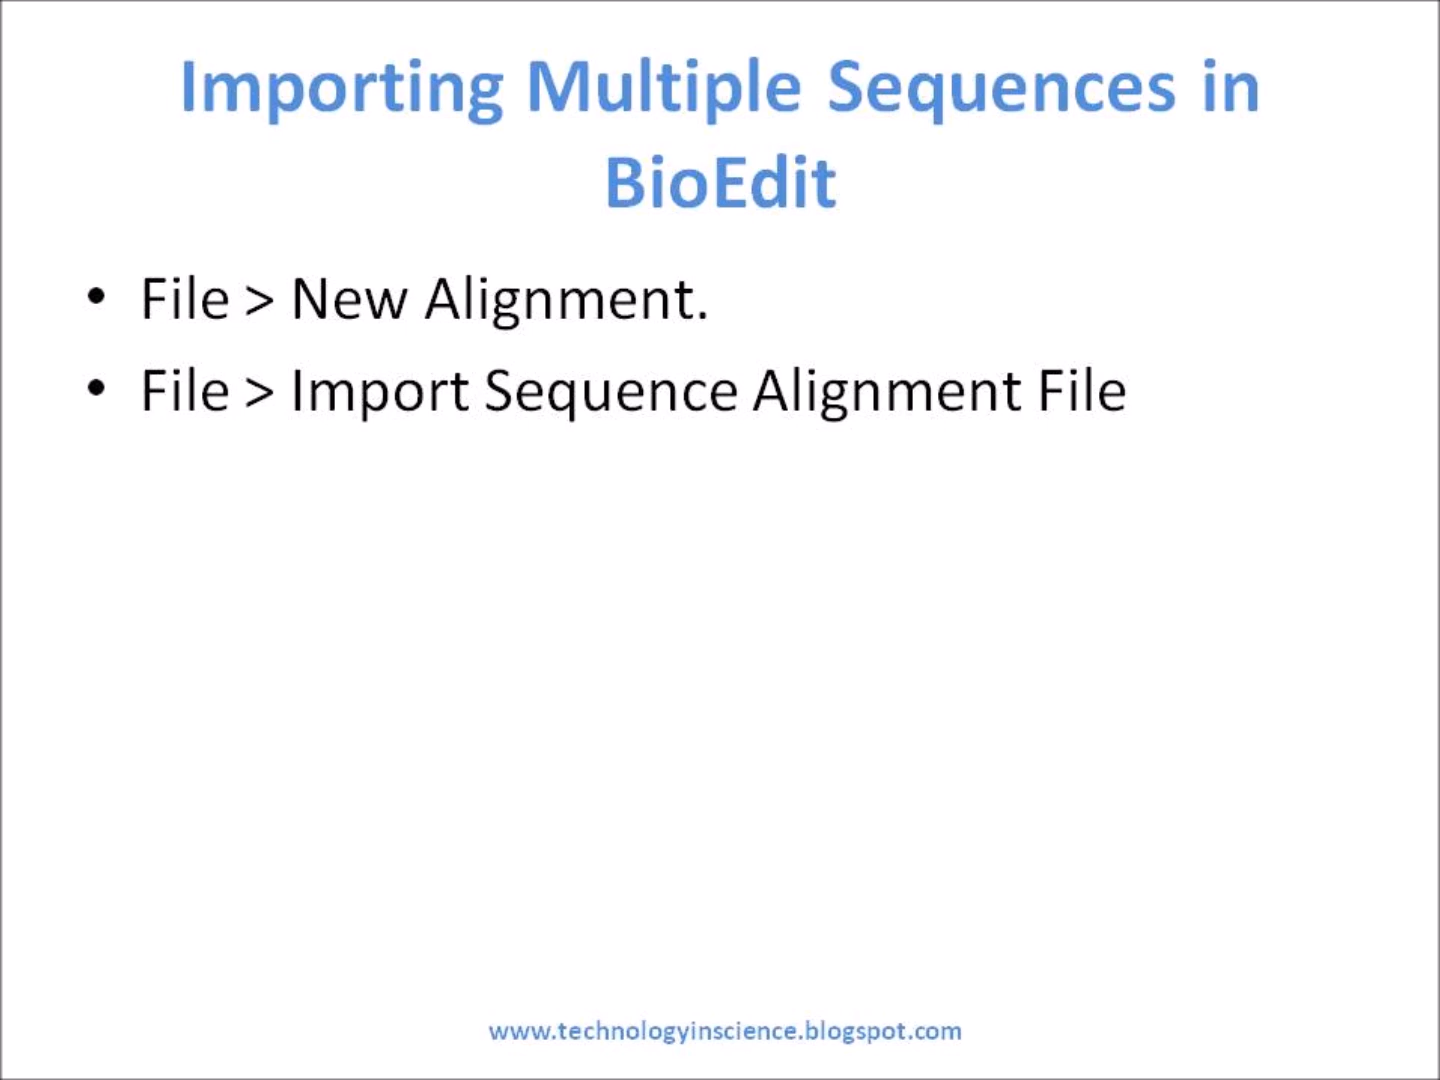 Importing Multiple Sequences in
BioEdit
• File > New Alignment.
• File > Import Sequence Alignment File
www.technologyinscience.blogspot.com